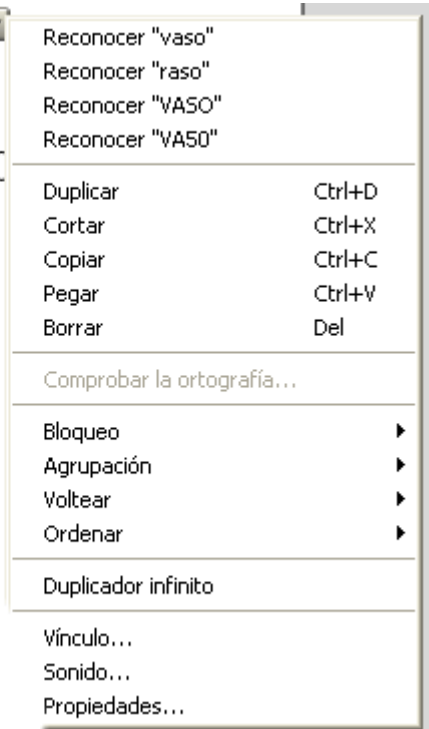 Reconocer "vaso"
Reconocer "raso"
Reconocer "VASO"
Reconocer "VA50"
Duplicar Ctrl+D
Cortar Ctrl+X
Copiar Ctrl+C
Pegar Ctrl+V
Borrar Del
Comprobar la ortografía...
Bloqueo
Agrupación
Voltear
Ordenar
Duplicador infinito
Vínculo...
Sonido...
Propiedades...